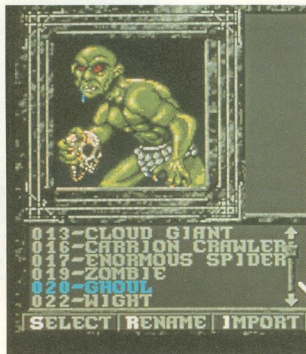 013-CLOUD GIANT
016-CARRION CRAWLER
017-ENORMOUS SPIDER
019-ZOMBIE
020-GHOUL
022-WIGHT
SELECT RENAME IMPORT